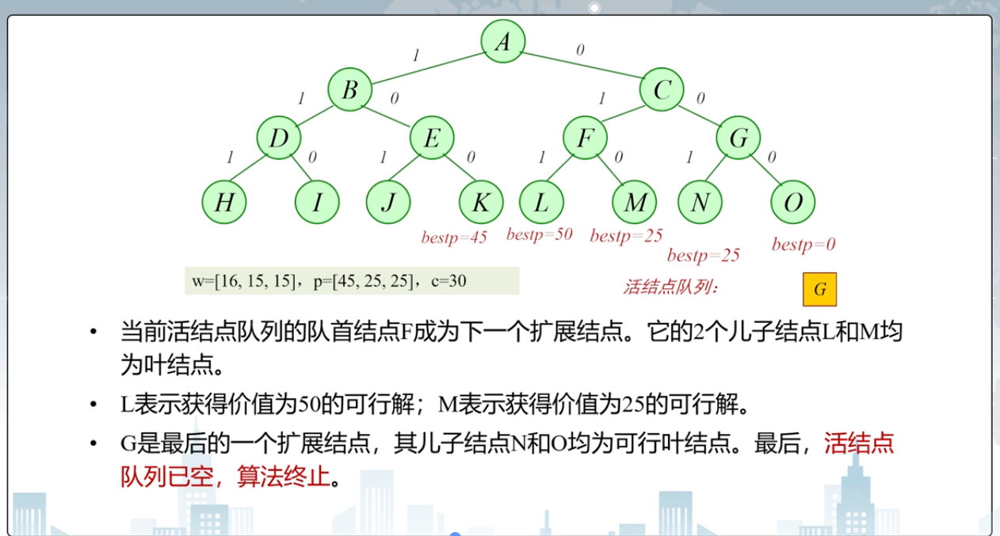 A
1 0
B C
1 0 1 0
D E F G
1 0 1 0 1 0 1 0
H I J K L M N O
bestp=45 bestp=50 bestp=25 bestp=0
bestp=25
w=[16, 15, 15], p=[45, 25, 25], c=30
活结点队列: G
• 当前活结点队列的队首结点F成为下一个扩展结点。它的2个儿子结点L和M均
为叶结点。
• L表示获得价值为50的可行解；M表示获得价值为25的可行解。
• G是最后的一个扩展结点，其儿子结点N和O均为可行叶结点。最后，活结点
队列已空，算法终止。